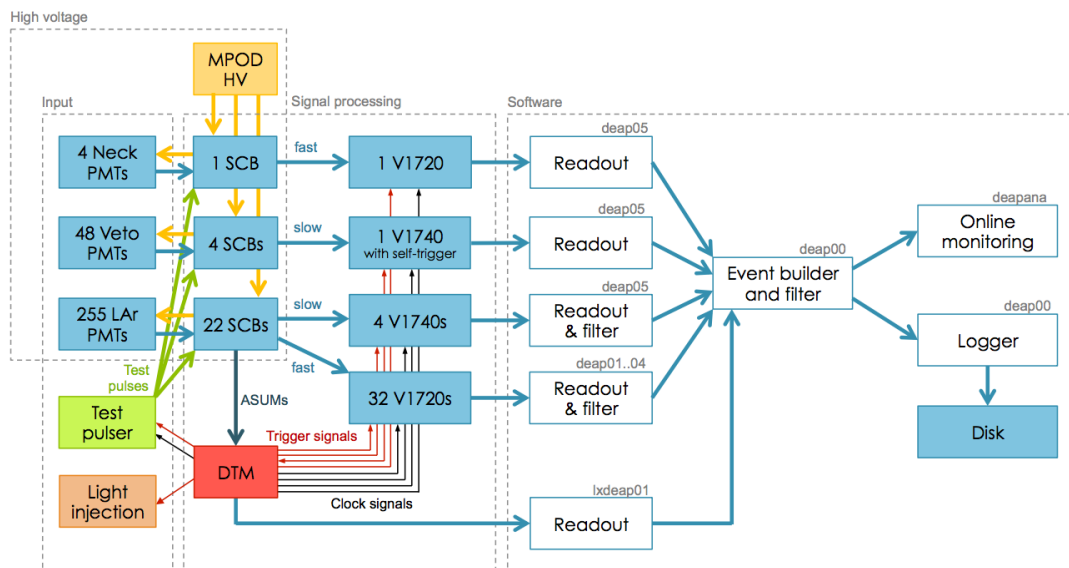 High voltage
MPOD
HV
Input
Signal processing
Software
4 Neck
PMTs
1 SCB
fast
1 V1720
deap05
Readout
48 Veto
PMTs
4 SCBs
slow
1 V1740
with self-trigger
deap05
Readout
deapana
Online
monitoring
deap00
Event builder
and filter
255 LAr
PMTs
22 SCBs
slow
4 V1740s
deap05
Readout
& filter
deap00
Logger
fast
32 V1720s
deap01..04
Readout
& filter
Disk
Test
pulses
ASUMs
Test
pulser
Trigger signals
DTM
Clock signals
Light
injection
lxdeap01
Readout